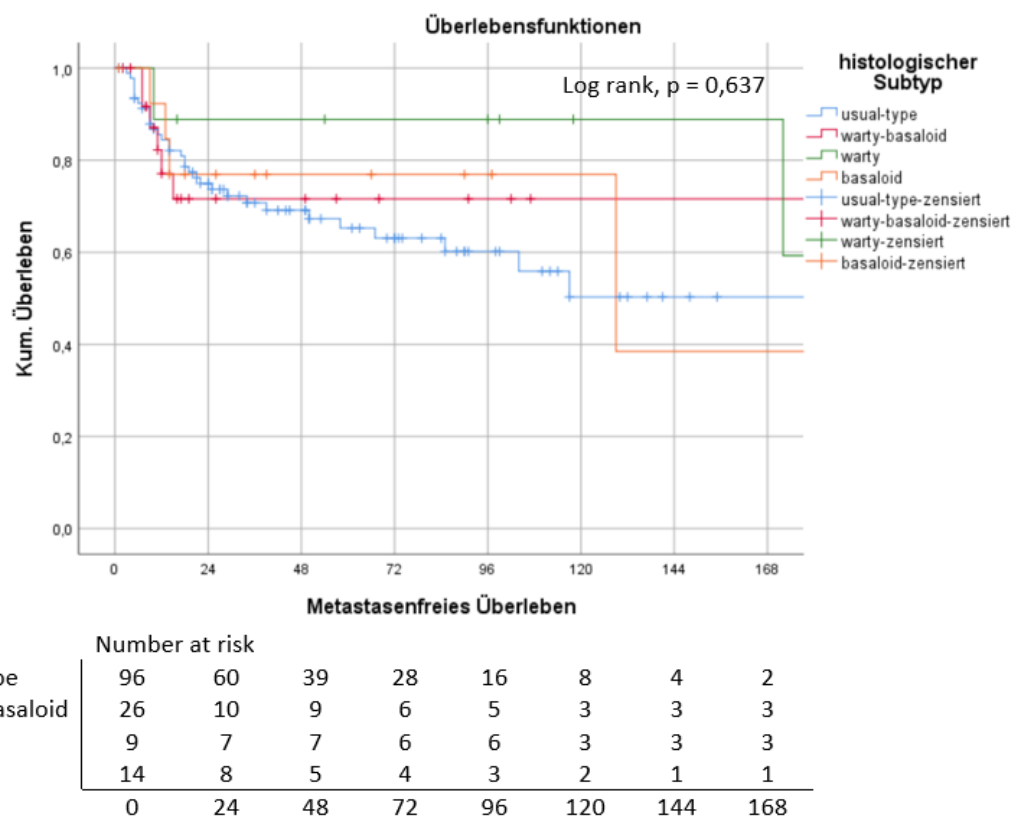 Überlebensfunktionen
Log rank, p = 0,637
histologischer
Subtyp
usual-type
warty-basaloid
warty
basaloid
usual-type-zensiert
warty-basaloid-zensiert
warty-zensiert
basaloid-zensiert
Kum. Überleben
1,0
0,8
0,6
0,4
0,2
0,0
0 24 48 72 96 120 144 168
Metastasenfreies Überleben
Number at risk
pe 96 60 39 28 16 8 4 2
asaloid 26 10 9 6 5 3 3 3
9 7 7 6 6 3 3 3
14 8 5 4 3 2 1 1
0 24 48 72 96 120 144 168